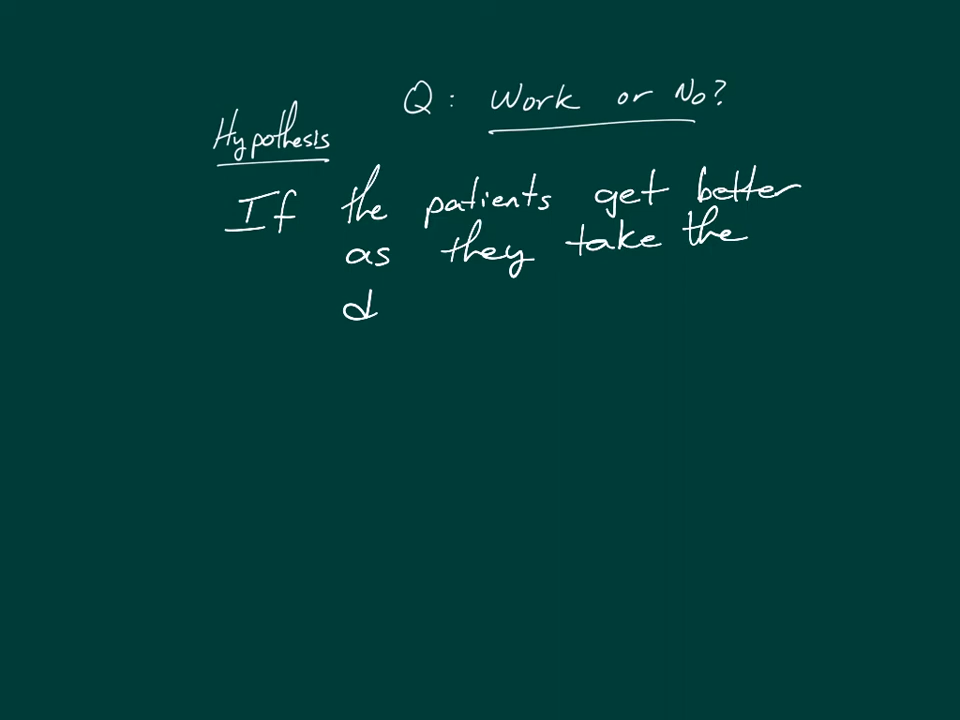 Q: Work or No?
Hypothesis
If the patients get better
as they take the
d